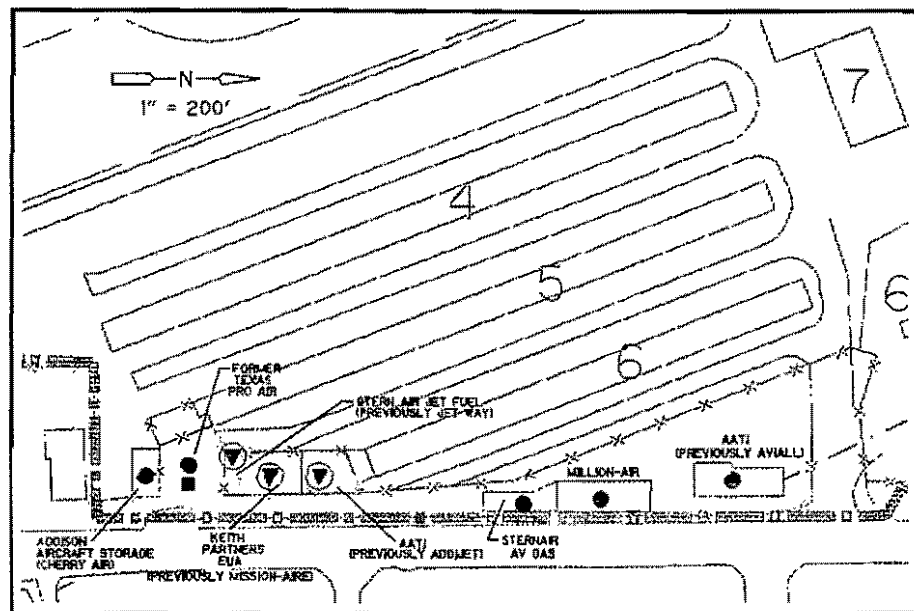 N
1" = 200'
7
4
5
6
6
FORMER
TEXAS
PRO AIR
STERN AIR JET FUEL
(PREVIOUSLY JET-WAY)
AATI
(PREVIOUSLY AVIALL)
MILLION-AIR
ADDISON
AIRCRAFT STORAGE
(CHERRY AIR)
KEITH
PARTNERS
(PREVIOUSLY MISSION-AIRE)
AATI
(PREVIOUSLY ADDJET)
STERNAIR
AV GAS